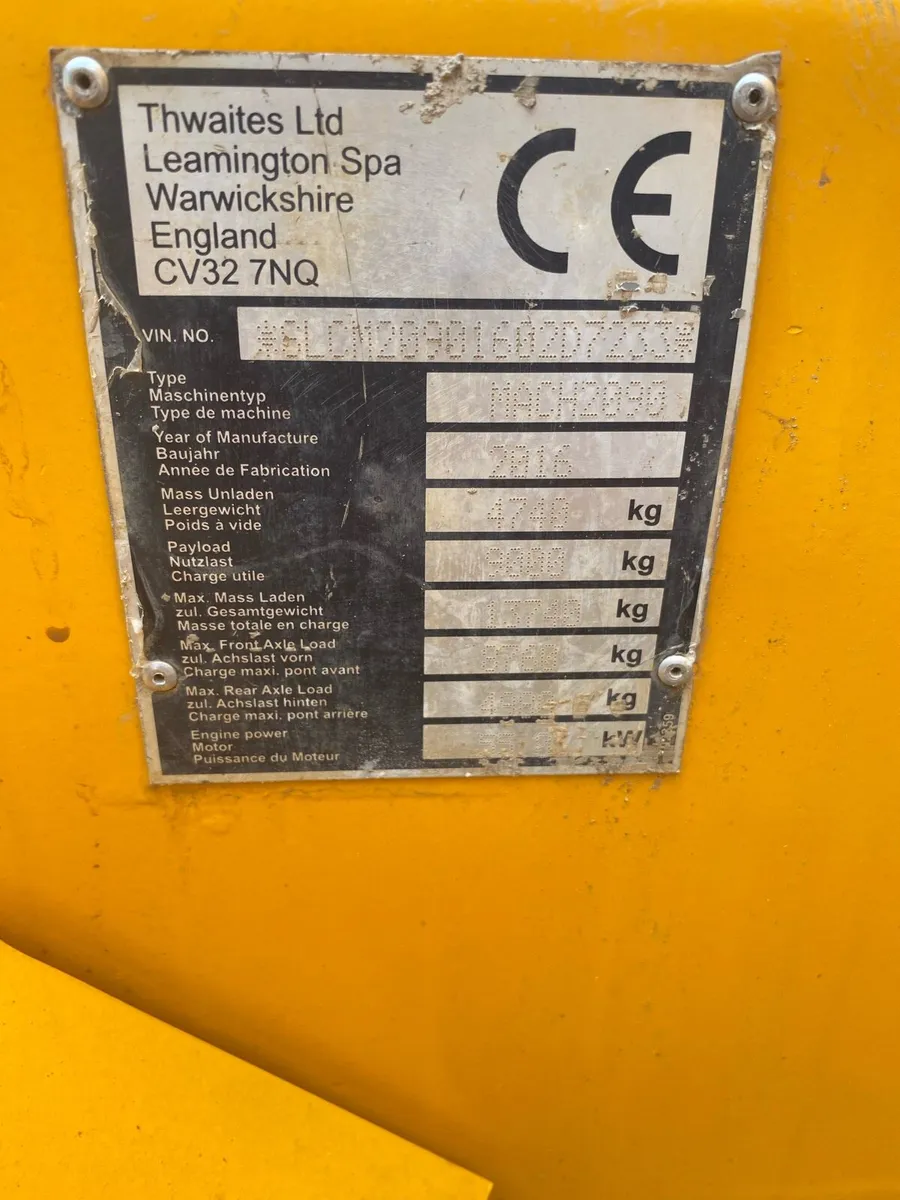 Thwaites Ltd
Leamington Spa
Warwickshire
England
CV32 7NQ
CE
VIN. NO.
Type
Maschinentyp
Type de machine
MACH2090
Year of Manufacture
Baujahr
Année de Fabrication
2016
Mass Unladen
Leergewicht
Poids à vide
4740 kg
Payload
Nutzlast
Charge utile
9000 kg
Max. Mass Laden
zul. Gesamtgewicht
Masse totale en charge
13740 kg
Max. Front Axle Load
zul. Achslast vorn
Charge maxi. pont avant
kg
Max. Rear Axle Load
zul. Achslast hinten
Charge maxi. pont arrière
kg
Engine power
Motor
Puissance du Moteur
kW